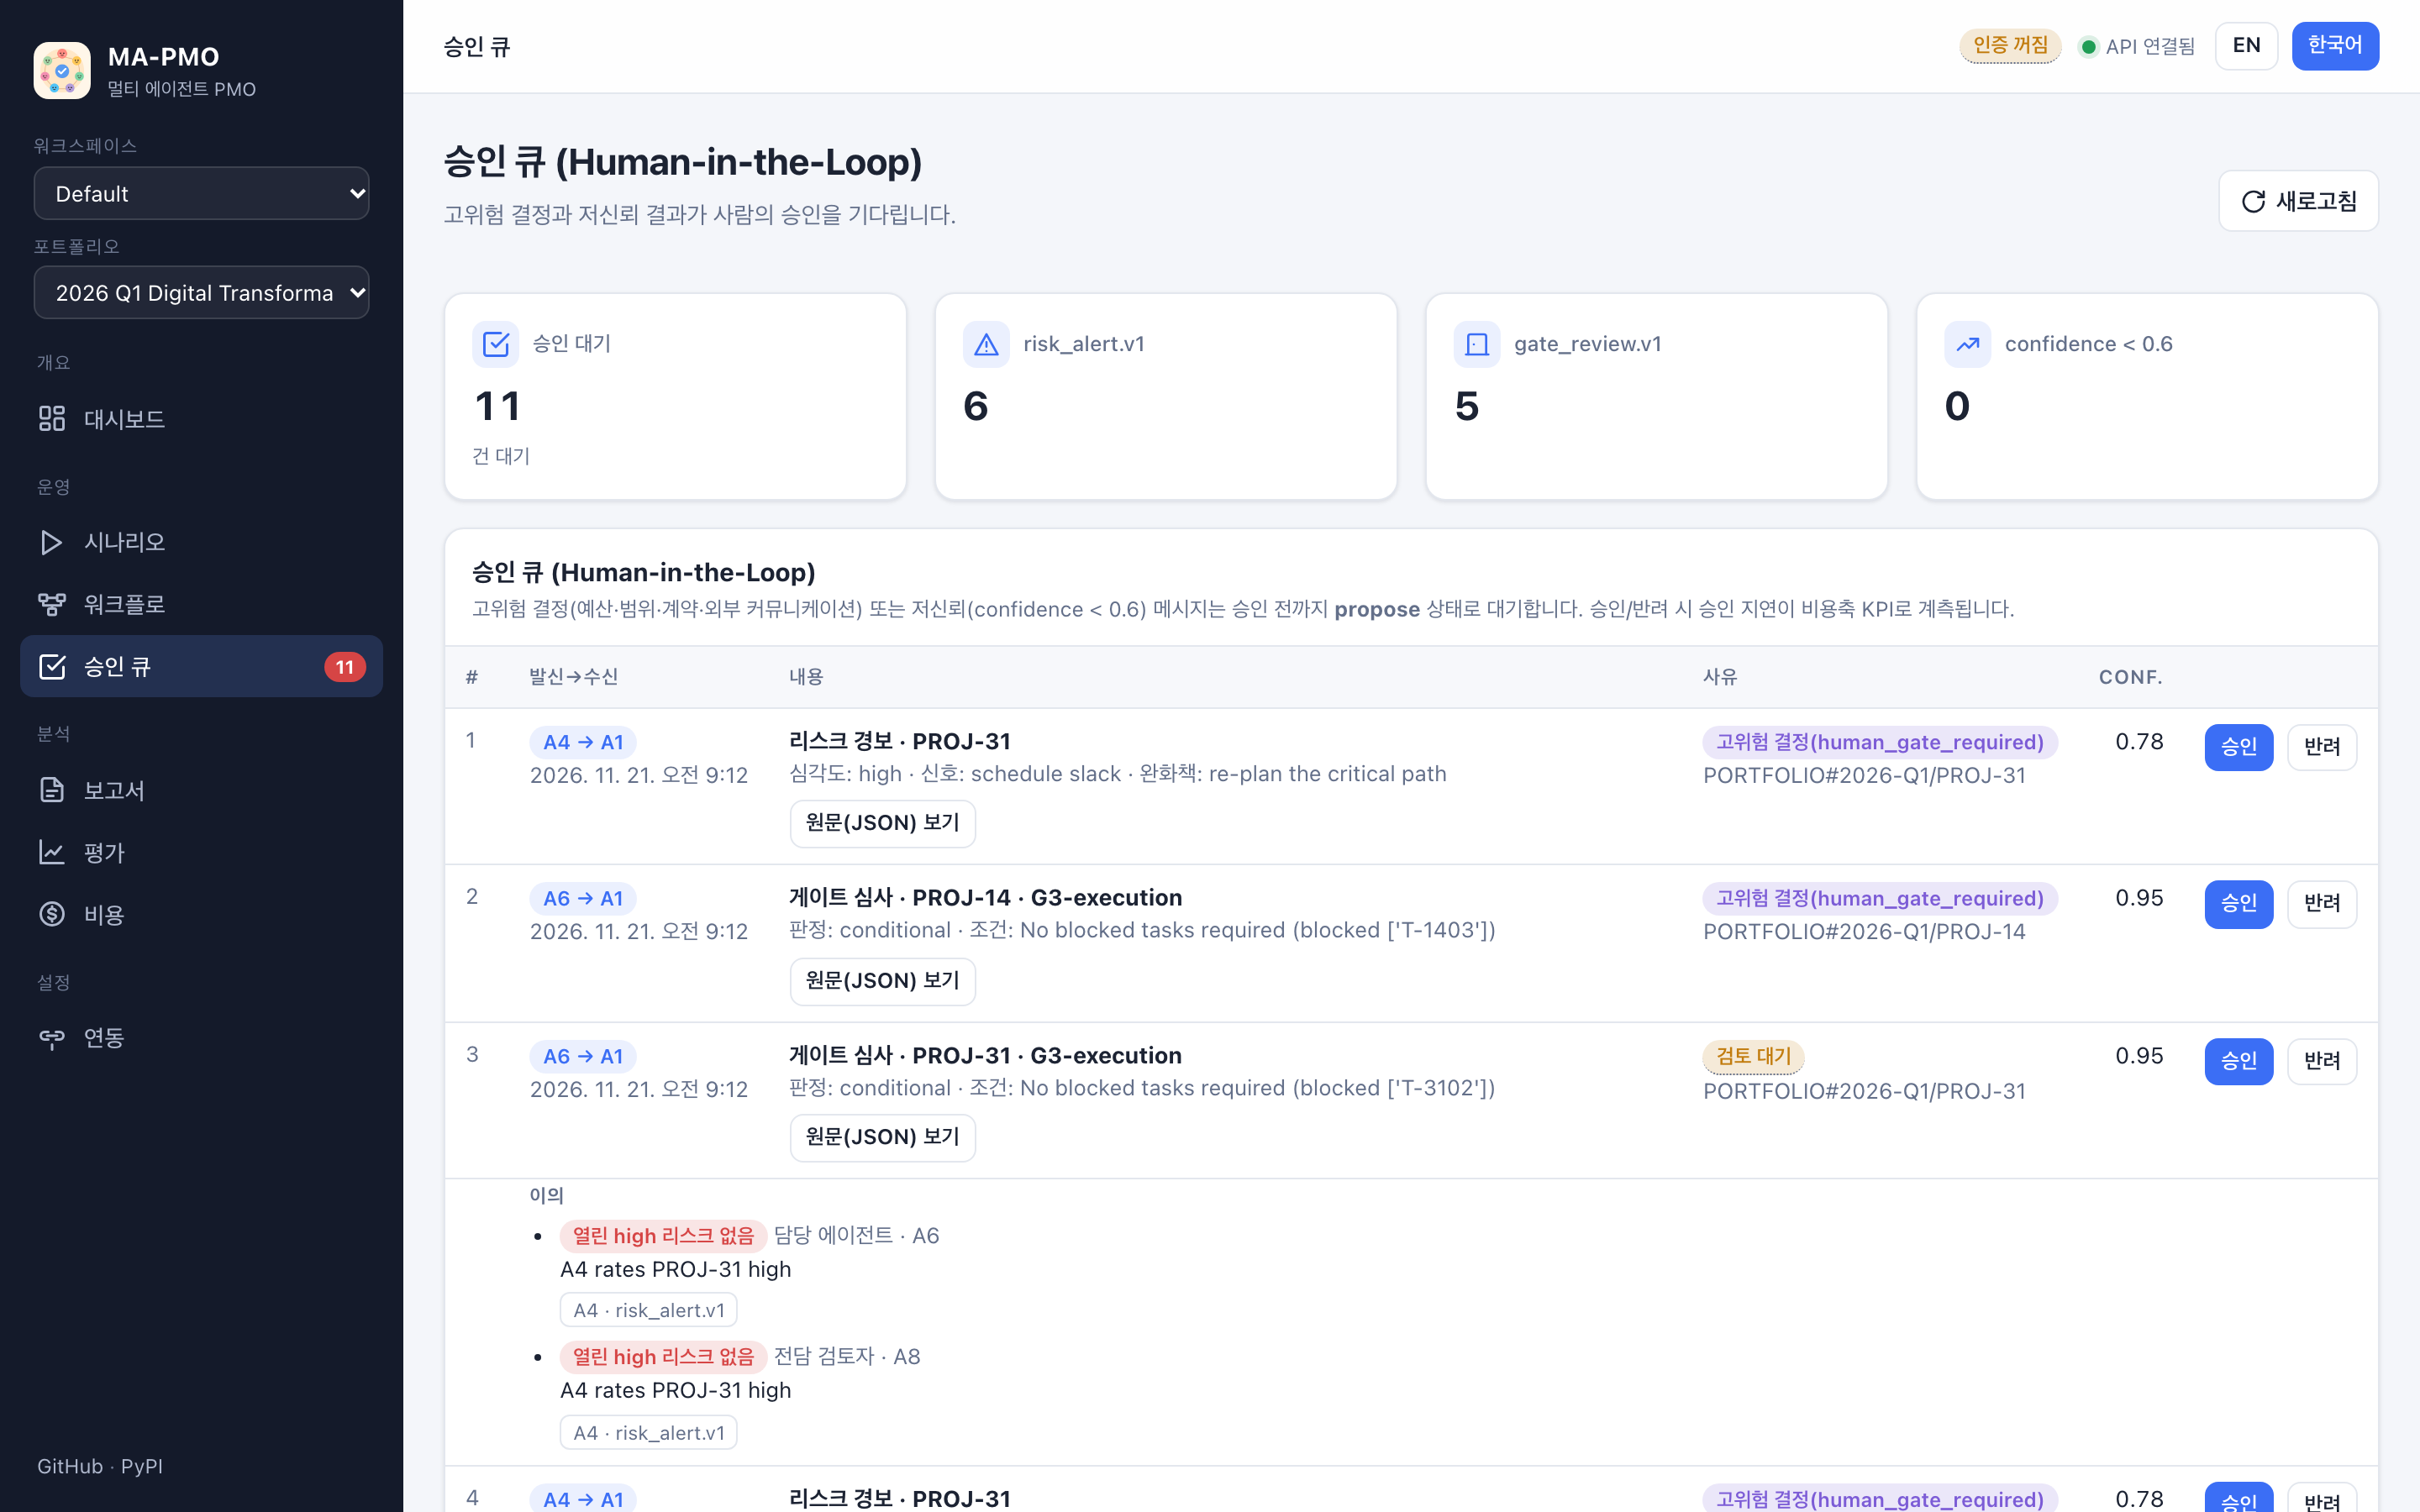 MA-PMO
멀티 에이전트 PMO
워크스페이스
Default
포트폴리오
2026 Q1 Digital Transforma
개요
대시보드
운영
시나리오
워크플로
승인 큐
11
분석
보고서
평가
비용
설정
연동
GitHub · PyPI
승인 큐
인증 꺼짐
API 연결됨
EN
한국어
승인 큐 (Human-in-the-Loop)
고위험 결정과 저신뢰 결과가 사람의 승인을 기다립니다.
새로고침
승인 대기
11
건 대기
risk_alert.v1
6
gate_review.v1
5
confidence < 0.6
0
승인 큐 (Human-in-the-Loop)
고위험 결정(예산·범위·계약·외부 커뮤니케이션) 또는 저신뢰(confidence < 0.6) 메시지는 승인 전까지 propose 상태로 대기합니다. 승인/반려 시 승인 지연이 비용축 KPI로 계측됩니다.
# 발신→수신 내용 사유 CONF.
1 A4 → A1 리스크 경보 · PROJ-31 고위험 결정(human_gate_required) 0.78 승인 반려
2026. 11. 21. 오전 9:12 심각도: high · 신호: schedule slack · 완화책: re-plan the critical path PORTFOLIO#2026-Q1/PROJ-31
원문(JSON) 보기
2 A6 → A1 게이트 심사 · PROJ-14 · G3-execution 고위험 결정(human_gate_required) 0.95 승인 반려
2026. 11. 21. 오전 9:12 판정: conditional · 조건: No blocked tasks required (blocked ['T-1403']) PORTFOLIO#2026-Q1/PROJ-14
원문(JSON) 보기
3 A6 → A1 게이트 심사 · PROJ-31 · G3-execution 검토 대기 0.95 승인 반려
2026. 11. 21. 오전 9:12 판정: conditional · 조건: No blocked tasks required (blocked ['T-3102']) PORTFOLIO#2026-Q1/PROJ-31
원문(JSON) 보기
이의
• 열린 high 리스크 없음 담당 에이전트 · A6
A4 rates PROJ-31 high
A4 · risk_alert.v1
• 열린 high 리스크 없음 전담 검토자 · A8
A4 rates PROJ-31 high
A4 · risk_alert.v1
4 A4 → A1 리스크 경보 · PROJ-31 고위험 결정(human_gate_required) 0.78 승인 반려